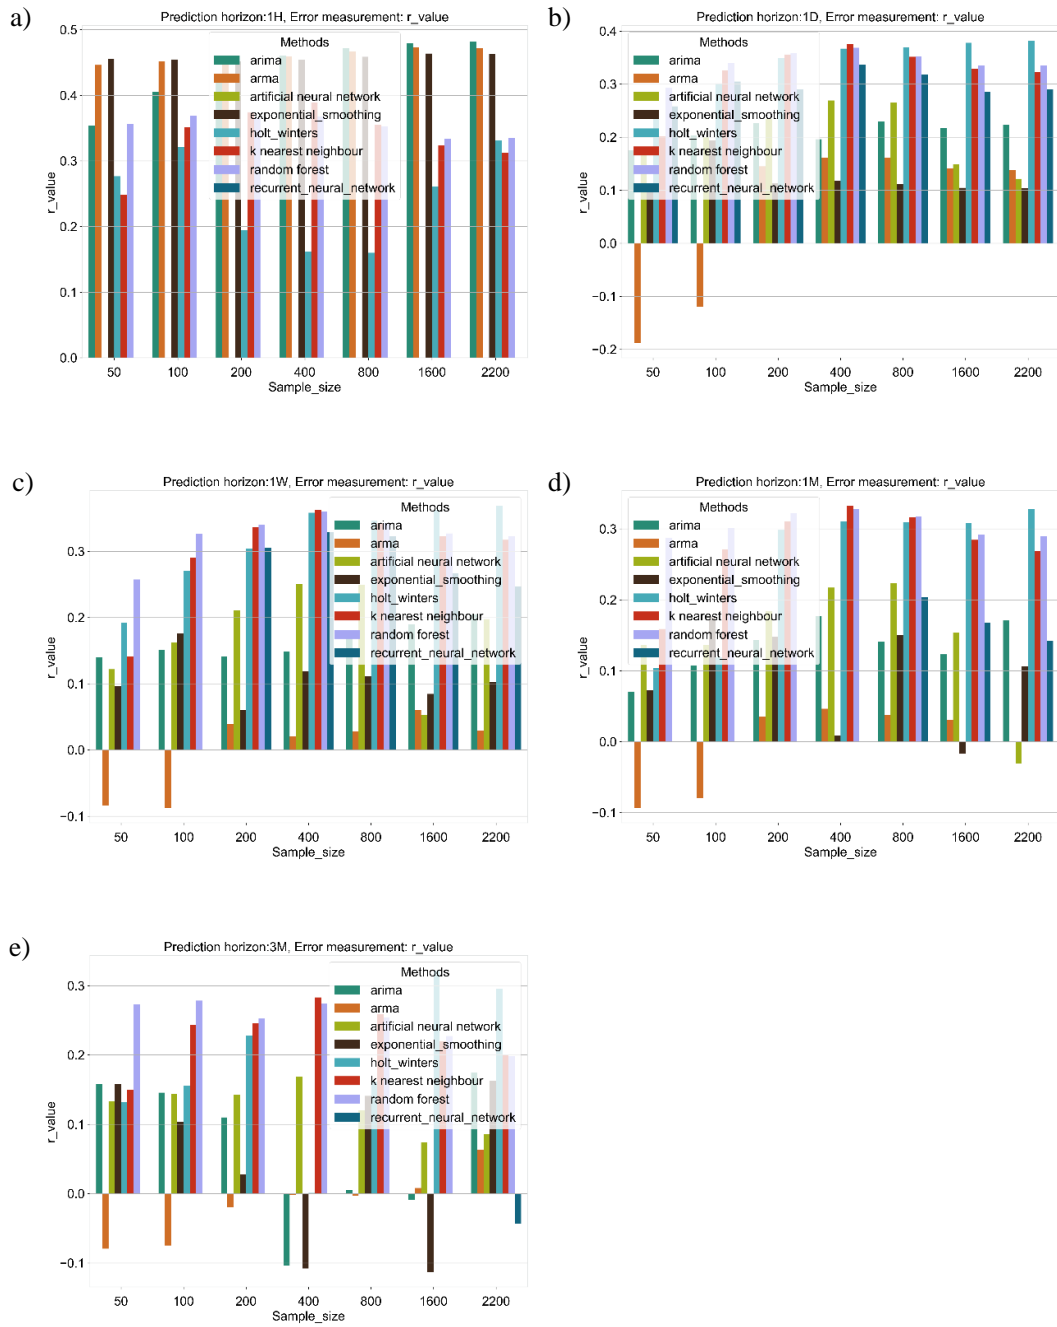 a)
Prediction horizon:1H, Error measurement: r_value
0.5
0.4
0.3
0.2
0.1
0.0
r_value
Methods
arima
arma
artificial neural network
exponential_smoothing
holt_winters
k nearest neighbour
random forest
recurrent_neural_network
50 100 200 400 800 1600 2200
Sample_size
b)
Prediction horizon:1D, Error measurement: r_value
0.4
0.3
0.2
0.1
0.0
−0.1
−0.2
r_value
Methods
arima
arma
artificial neural network
exponential_smoothing
holt_winters
k nearest neighbour
random forest
recurrent_neural_network
50 100 200 400 800 1600 2200
Sample_size
c)
Prediction horizon:1W, Error measurement: r_value
0.3
0.2
0.1
0.0
−0.1
r_value
Methods
arima
arma
artificial neural network
exponential_smoothing
holt_winters
k nearest neighbour
random forest
recurrent_neural_network
50 100 200 400 800 1600 2200
Sample_size
d)
Prediction horizon:1M, Error measurement: r_value
0.3
0.2
0.1
0.0
−0.1
r_value
Methods
arima
arma
artificial neural network
exponential_smoothing
holt_winters
k nearest neighbour
random forest
recurrent_neural_network
50 100 200 400 800 1600 2200
Sample_size
e)
Prediction horizon:3M, Error measurement: r_value
0.3
0.2
0.1
0.0
−0.1
r_value
Methods
arima
arma
artificial neural network
exponential_smoothing
holt_winters
k nearest neighbour
random forest
recurrent_neural_network
50 100 200 400 800 1600 2200
Sample_size